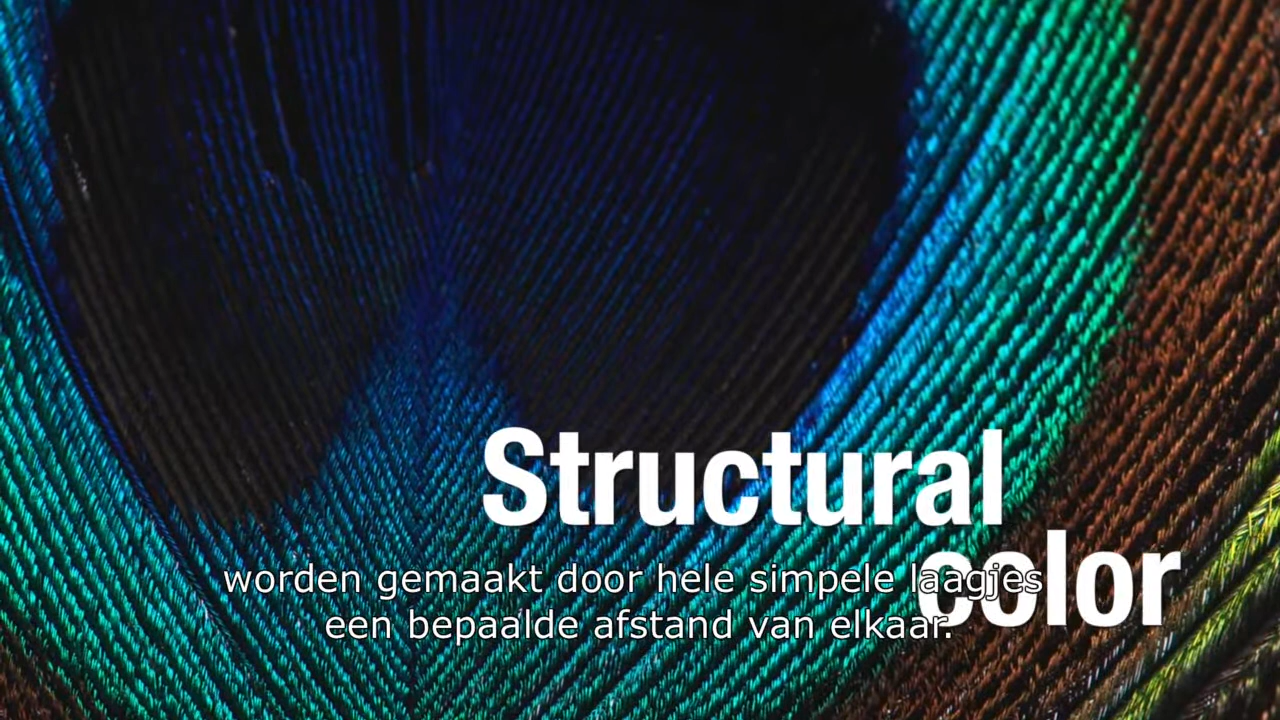 Structural
color
worden gemaakt door hele simpele laagjes
een bepaalde afstand van elkaar.